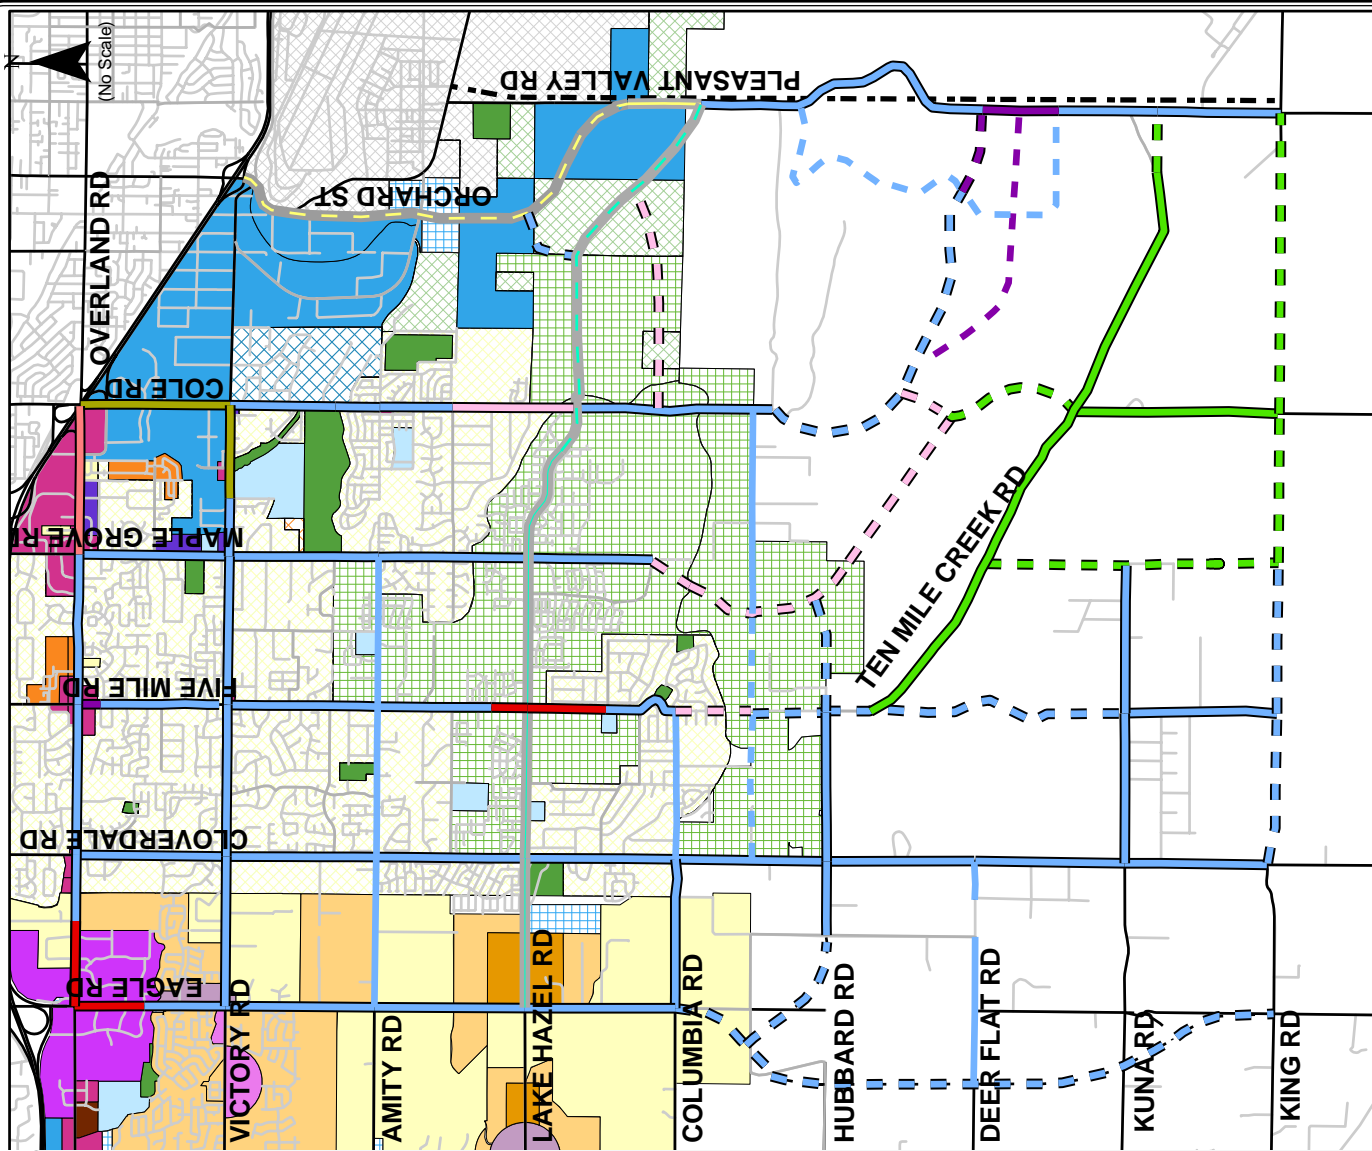 N
(No Scale)
OVERLAND RD
PLEASANT VALLEY RD
ORCHARD ST
COLE RD
MAPLE GROVE RD
FIVE MILE RD
TEN MILE CREEK RD
CLOVERDALE RD
EAGLE RD
VICTORY RD
AMITY RD
LAKE HAZEL RD
COLUMBIA RD
HUBBARD RD
DEER FLAT RD
KUNA RD
KING RD